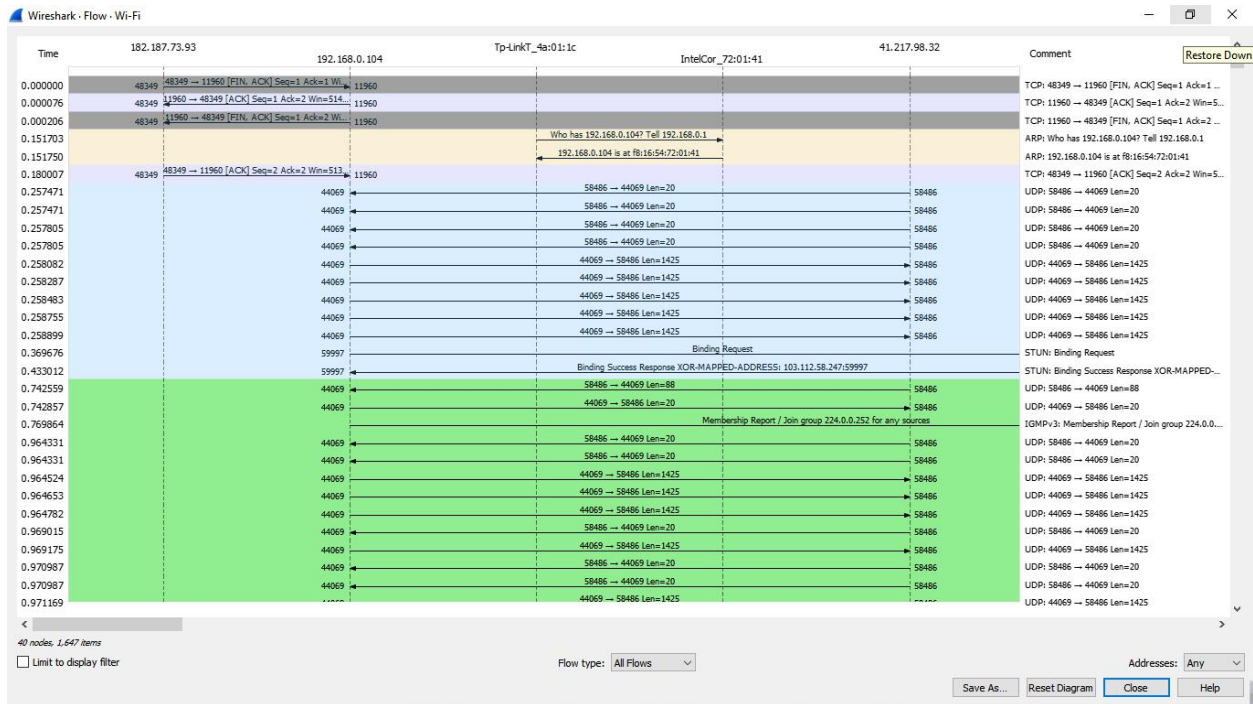 Wireshark · Flow · Wi-Fi
Time 182.187.73.93 192.168.0.104 Tp-LinkT_4a:01:1c IntelCor_72:01:41 41.217.98.32 Comment Restore Down
0.000000 48349 48349 → 11960 [FIN, ACK] Seq=1 Ack=1 Wi... 11960 TCP: 48349 → 11960 [FIN, ACK] Seq=1 Ack=1 ...
0.000076 48349 11960 → 48349 [ACK] Seq=1 Ack=2 Win=514... 11960 TCP: 11960 → 48349 [ACK] Seq=1 Ack=2 Win=5...
0.000206 48349 11960 → 48349 [FIN, ACK] Seq=1 Ack=2 Wi... 11960 TCP: 11960 → 48349 [FIN, ACK] Seq=1 Ack=2 ...
0.151703 Who has 192.168.0.104? Tell 192.168.0.1 ARP: Who has 192.168.0.104? Tell 192.168.0.1
0.151750 192.168.0.104 is at f8:16:54:72:01:41 ARP: 192.168.0.104 is at f8:16:54:72:01:41
0.180007 48349 48349 → 11960 [ACK] Seq=2 Ack=2 Win=513... 11960 TCP: 48349 → 11960 [ACK] Seq=2 Ack=2 Win=5...
0.257471 44069 58486 → 44069 Len=20 58486 UDP: 58486 → 44069 Len=20
0.257471 44069 58486 → 44069 Len=20 58486 UDP: 58486 → 44069 Len=20
0.257805 44069 58486 → 44069 Len=20 58486 UDP: 58486 → 44069 Len=20
0.257805 44069 58486 → 44069 Len=20 58486 UDP: 58486 → 44069 Len=20
0.258082 44069 44069 → 58486 Len=1425 58486 UDP: 44069 → 58486 Len=1425
0.258287 44069 44069 → 58486 Len=1425 58486 UDP: 44069 → 58486 Len=1425
0.258483 44069 44069 → 58486 Len=1425 58486 UDP: 44069 → 58486 Len=1425
0.258755 44069 44069 → 58486 Len=1425 58486 UDP: 44069 → 58486 Len=1425
0.258899 44069 44069 → 58486 Len=1425 58486 UDP: 44069 → 58486 Len=1425
0.369676 59997 Binding Request STUN: Binding Request
0.433012 59997 Binding Success Response XOR-MAPPED-ADDRESS: 103.112.58.247:59997 STUN: Binding Success Response XOR-MAPPED-...
0.742559 44069 58486 → 44069 Len=88 58486 UDP: 58486 → 44069 Len=88
0.742857 44069 44069 → 58486 Len=20 58486 UDP: 44069 → 58486 Len=20
0.769864 Membership Report / Join group 224.0.0.252 for any sources IGMPv3: Membership Report / Join group 224.0.0....
0.964331 44069 58486 → 44069 Len=20 58486 UDP: 58486 → 44069 Len=20
0.964331 44069 58486 → 44069 Len=20 58486 UDP: 58486 → 44069 Len=20
0.964524 44069 44069 → 58486 Len=1425 58486 UDP: 44069 → 58486 Len=1425
0.964653 44069 44069 → 58486 Len=1425 58486 UDP: 44069 → 58486 Len=1425
0.964782 44069 44069 → 58486 Len=1425 58486 UDP: 44069 → 58486 Len=1425
0.969015 44069 58486 → 44069 Len=20 58486 UDP: 58486 → 44069 Len=20
0.969175 44069 44069 → 58486 Len=1425 58486 UDP: 44069 → 58486 Len=1425
0.970987 44069 58486 → 44069 Len=20 58486 UDP: 58486 → 44069 Len=20
0.970987 44069 58486 → 44069 Len=20 58486 UDP: 58486 → 44069 Len=20
0.971169 44069 → 58486 Len=1425 UDP: 44069 → 58486 Len=1425
40 nodes, 1,647 items
Limit to display filter Flow type: All Flows Addresses: Any
Save As... Reset Diagram Close Help